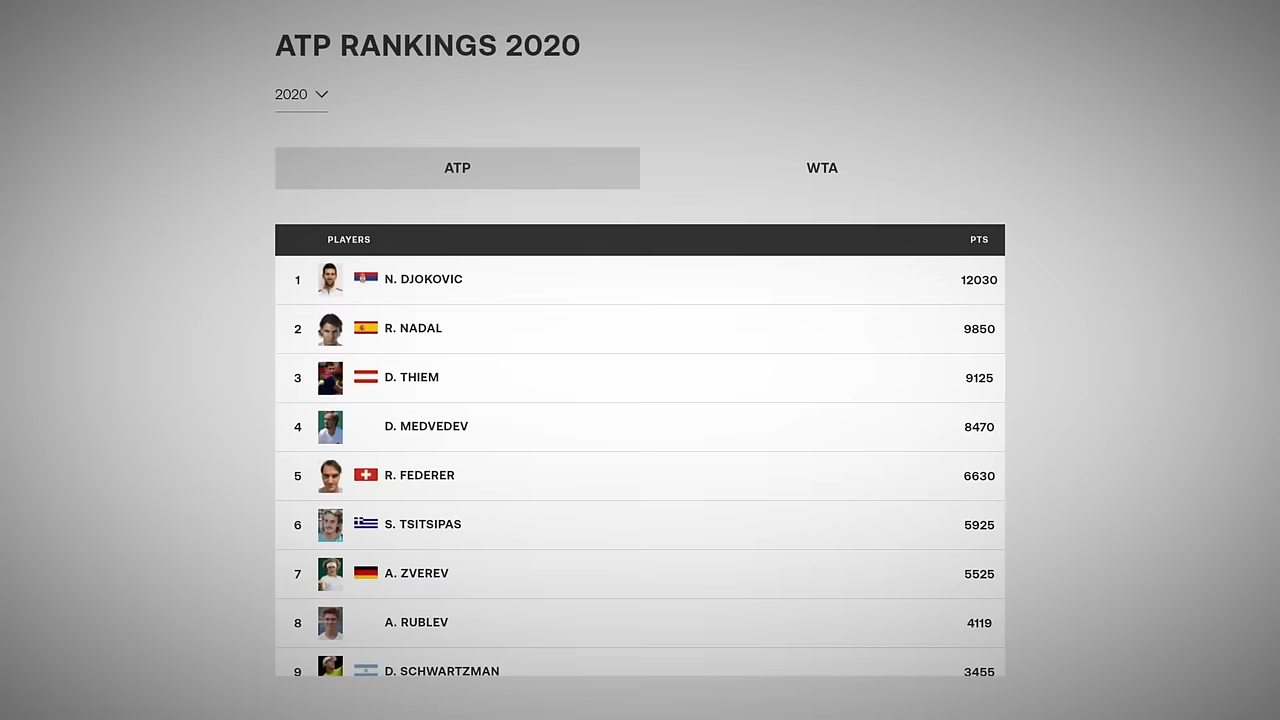 ATP RANKINGS 2020
2020
ATP WTA
PLAYERS PTS
1 N. DJOKOVIC 12030
2 R. NADAL 9850
3 D. THIEM 9125
4 D. MEDVEDEV 8470
5 R. FEDERER 6630
6 S. TSITSIPAS 5925
7 A. ZVEREV 5525
8 A. RUBLEV 4119
9 D. SCHWARTZMAN 3455